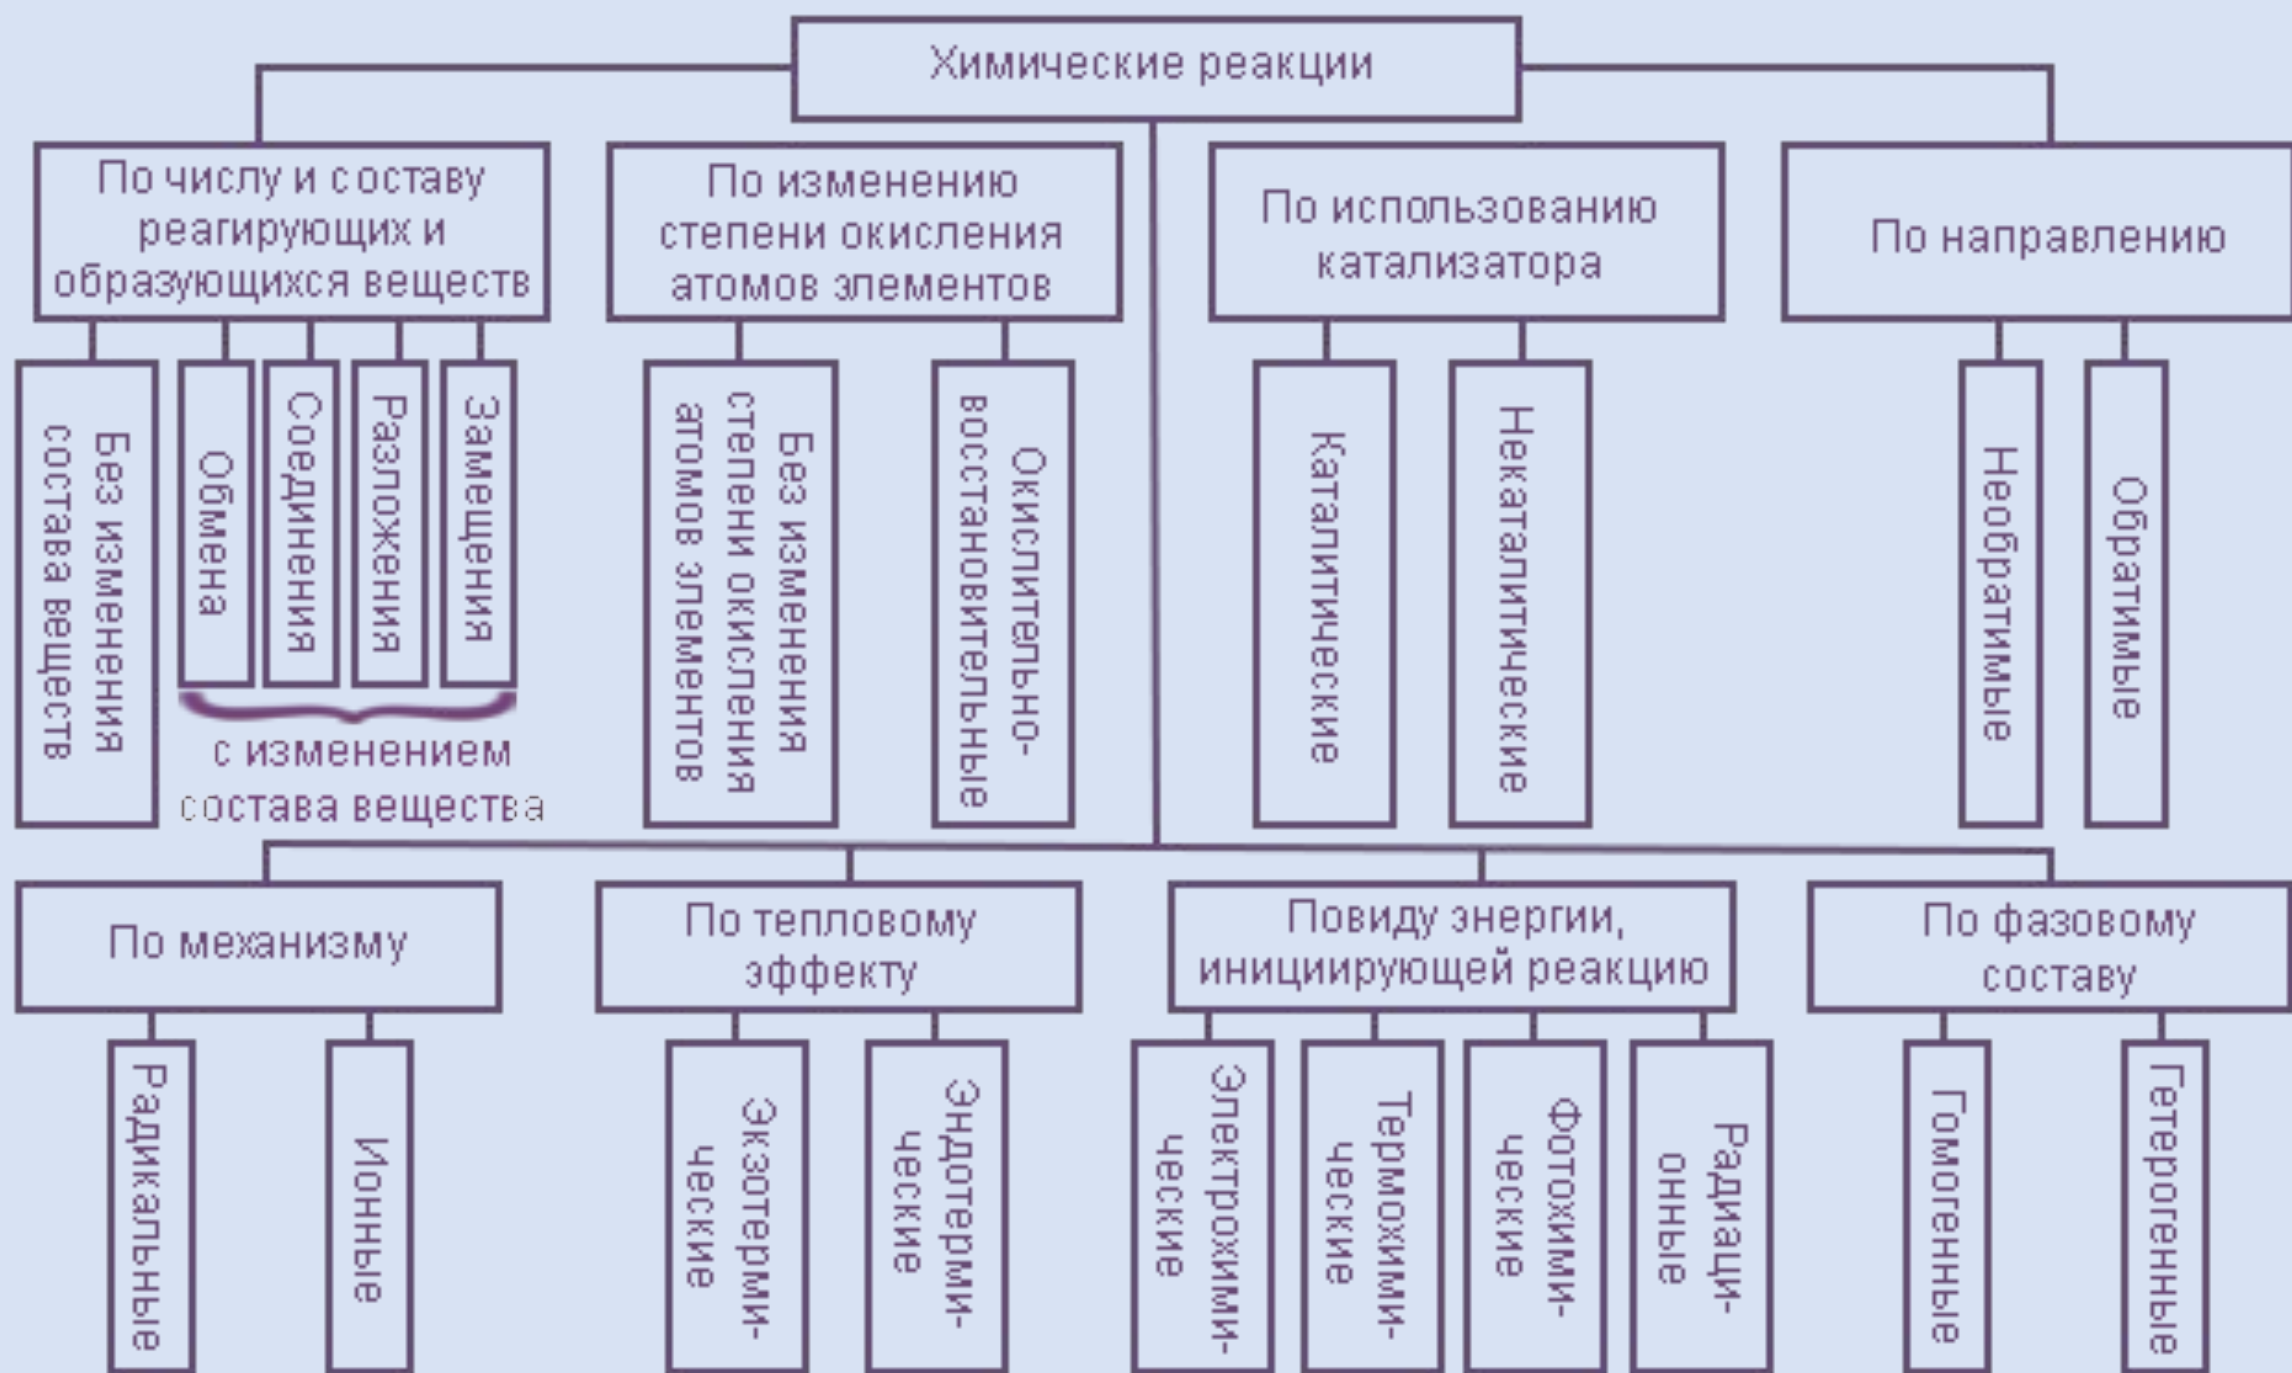 Химические реакции
По числу и составу
реагирующих и
образующихся веществ
По изменению
степени окисления
атомов элементов
По использованию
катализатора
По направлению
Без изменения
состава веществ
Обмена
Соединения
Разложения
Замещения
с изменением
состава вещества
Без изменения
степени окисления
атомов элементов
Окислительно-
восстановительные
Каталитические
Некаталитические
Необратимые
Обратимые
По механизму
По тепловому
эффекту
Повиду энергии,
инициирующей реакцию
По фазовому
составу
Радикальные
Ионные
Экзотерми-
ческие
Эндотерми-
ческие
Электрохими-
ческие
Термохими-
ческие
Фотохими-
ческие
Радиаци-
онные
Гомогенные
Гетерогенные